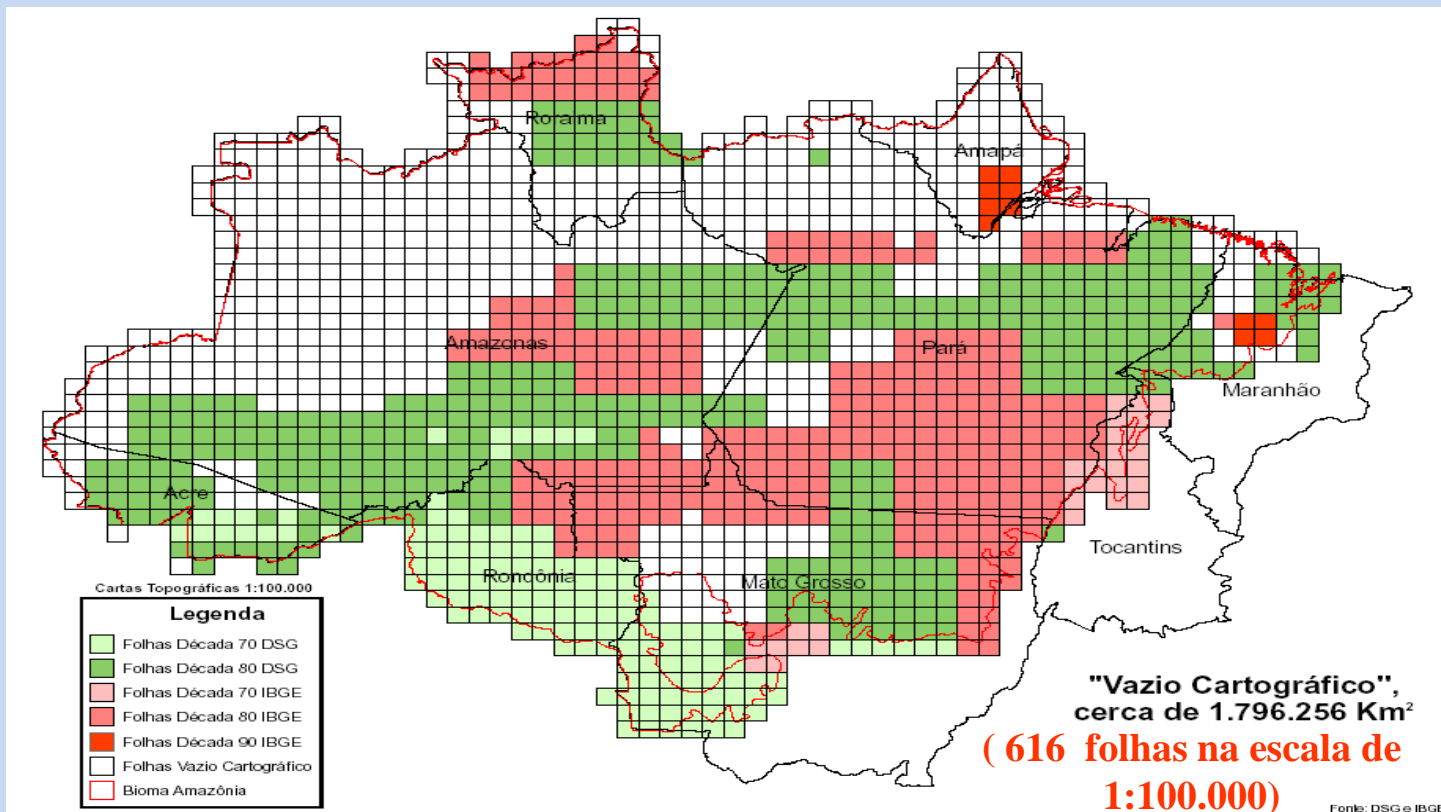 Roraima
Amapá
Amazonas
Pará
Maranhão
Acre
Tocantins
Rondônia
Mato Grosso
Cartas Topográficas 1:100.000
Legenda
Folhas Década 70 DSG
Folhas Década 80 DSG
Folhas Década 70 IBGE
Folhas Década 80 IBGE
Folhas Década 90 IBGE
Folhas Vazio Cartográfico
Bioma Amazônia
"Vazio Cartográfico",
cerca de 1.796.256 Km²
( 616 folhas na escala de
1:100.000)
Fonte: DSG e IBGE